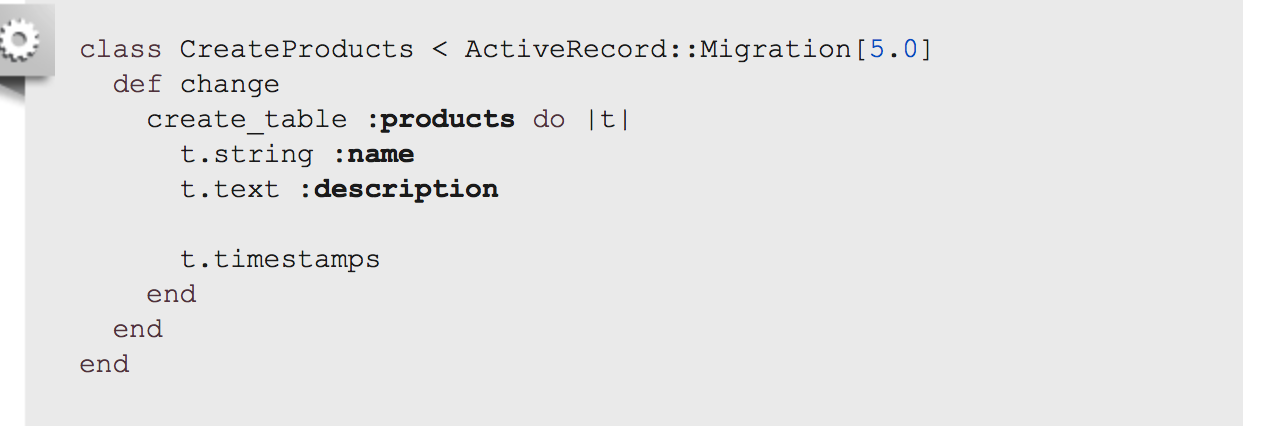 class CreateProducts < ActiveRecord::Migration[5.0]
  def change
    create_table :products do |t|
      t.string :name
      t.text :description

      t.timestamps
    end
  end
end